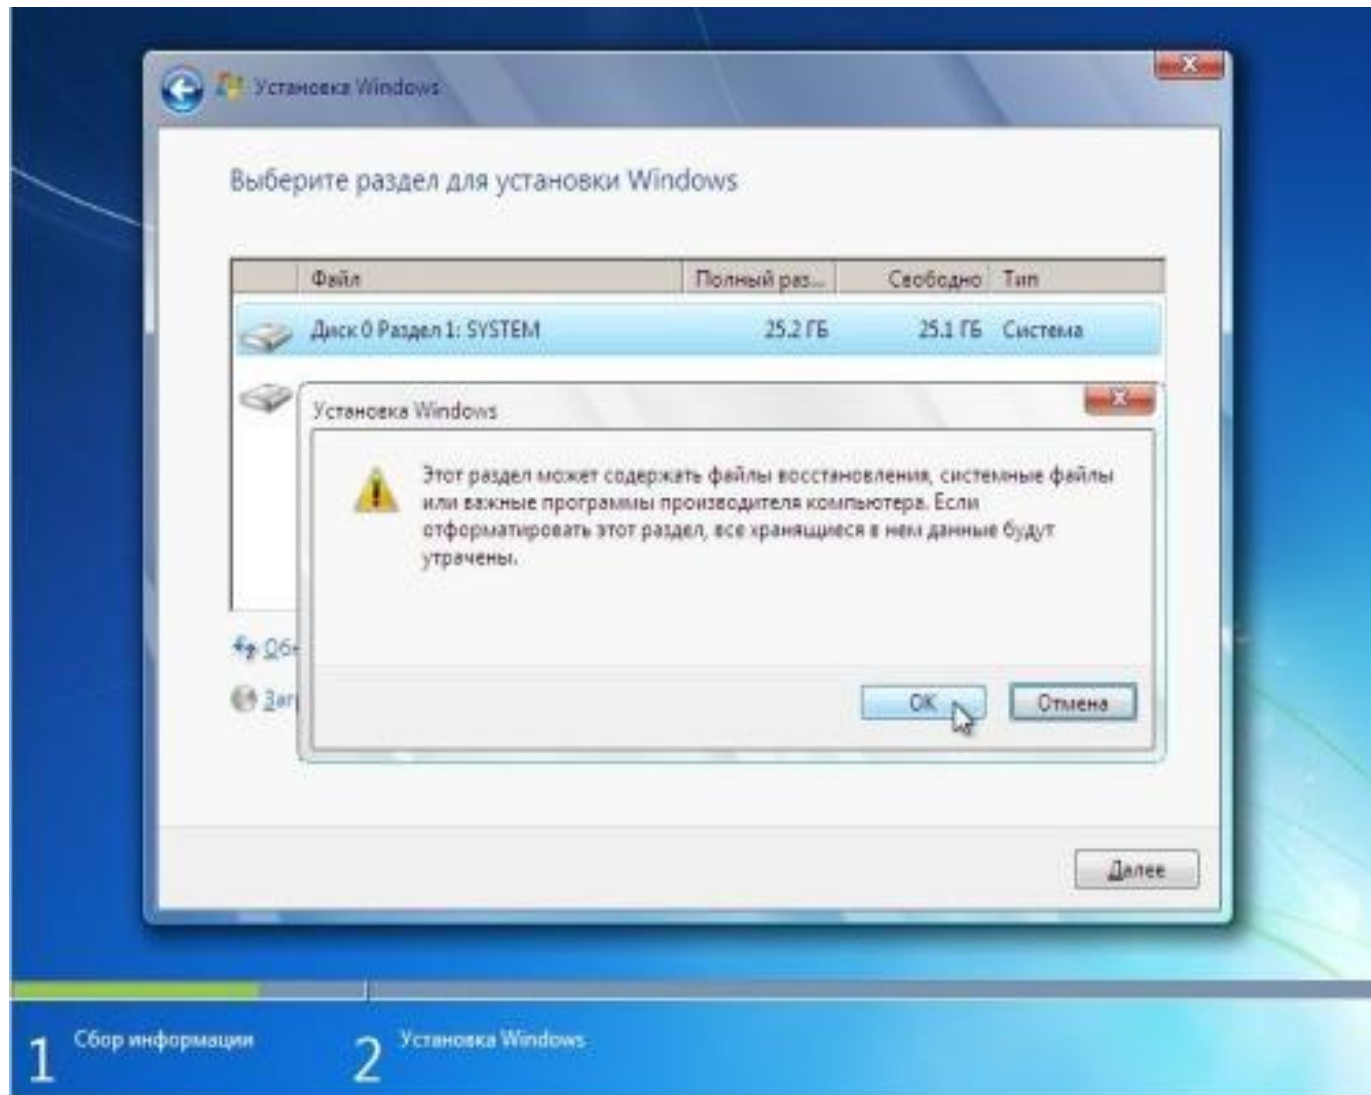 Установка Windows
Выберите раздел для установки Windows
Файл Полный раз... Свободно Тип
Диск 0 Раздел 1: SYSTEM 25.2 ГБ 25.1 ГБ Система
Установка Windows
Этот раздел может содержать файлы восстановления, системные файлы
или важные программы производителя компьютера. Если
отформатировать этот раздел, все хранящиеся в нем данные будут
утрачены.
OK Отмена
Далее
1 Сбор информации 2 Установка Windows